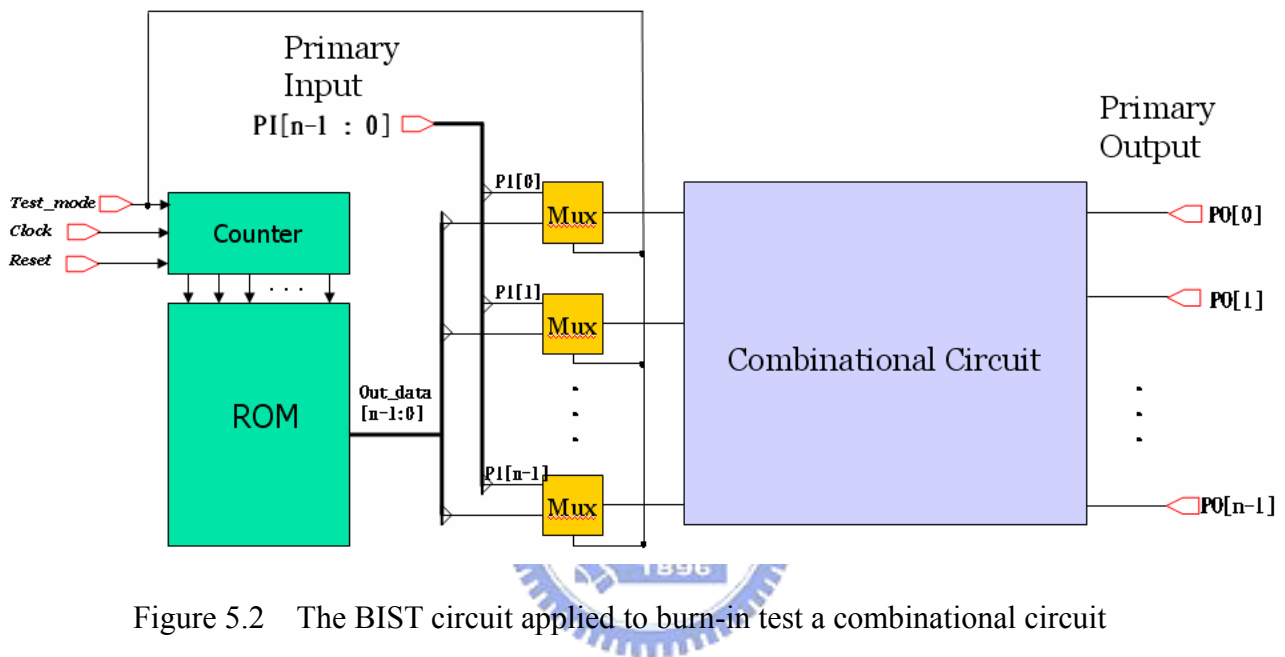 Primary
Input
PI[n-1 : 0]
Primary
Output
Test_mode
Clock
Reset
Counter
ROM
Out_data
[n-1:0]
PI[0]
Mux
PI[1]
Mux
PI[n-1]
Mux
Combinational Circuit
PO[0]
PO[1]
PO[n-1]
1896
Figure 5.2 The BIST circuit applied to burn-in test a combinational circuit